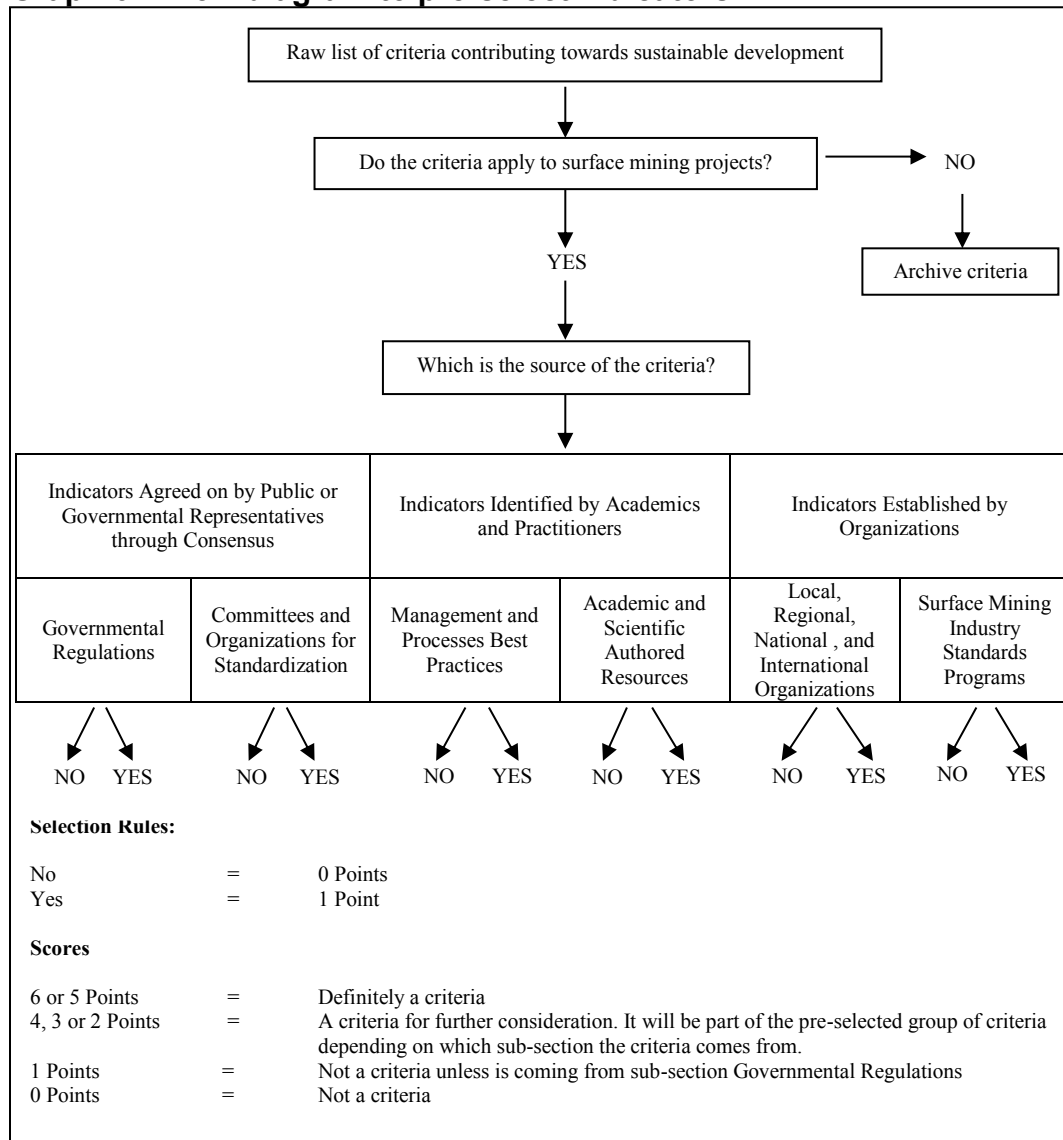 Raw list of criteria contributing towards sustainable development
Do the criteria apply to surface mining projects?
NO
YES
Archive criteria
Which is the source of the criteria?
Indicators Agreed on by Public or
Governmental Representatives
through Consensus
Indicators Identified by Academics
and Practitioners
Indicators Established by
Organizations
Governmental
Regulations
Committees and
Organizations for
Standardization
Management and
Processes Best
Practices
Academic and
Scientific
Authored
Resources
Local,
Regional,
National , and
International
Organizations
Surface Mining
Industry
Standards
Programs
NO YES NO YES NO YES NO YES NO YES NO YES
Selection Rules:
No = 0 Points
Yes = 1 Point
Scores
6 or 5 Points = Definitely a criteria
4, 3 or 2 Points = A criteria for further consideration. It will be part of the pre-selected group of criteria
depending on which sub-section the criteria comes from.
1 Points = Not a criteria unless is coming from sub-section Governmental Regulations
0 Points = Not a criteria